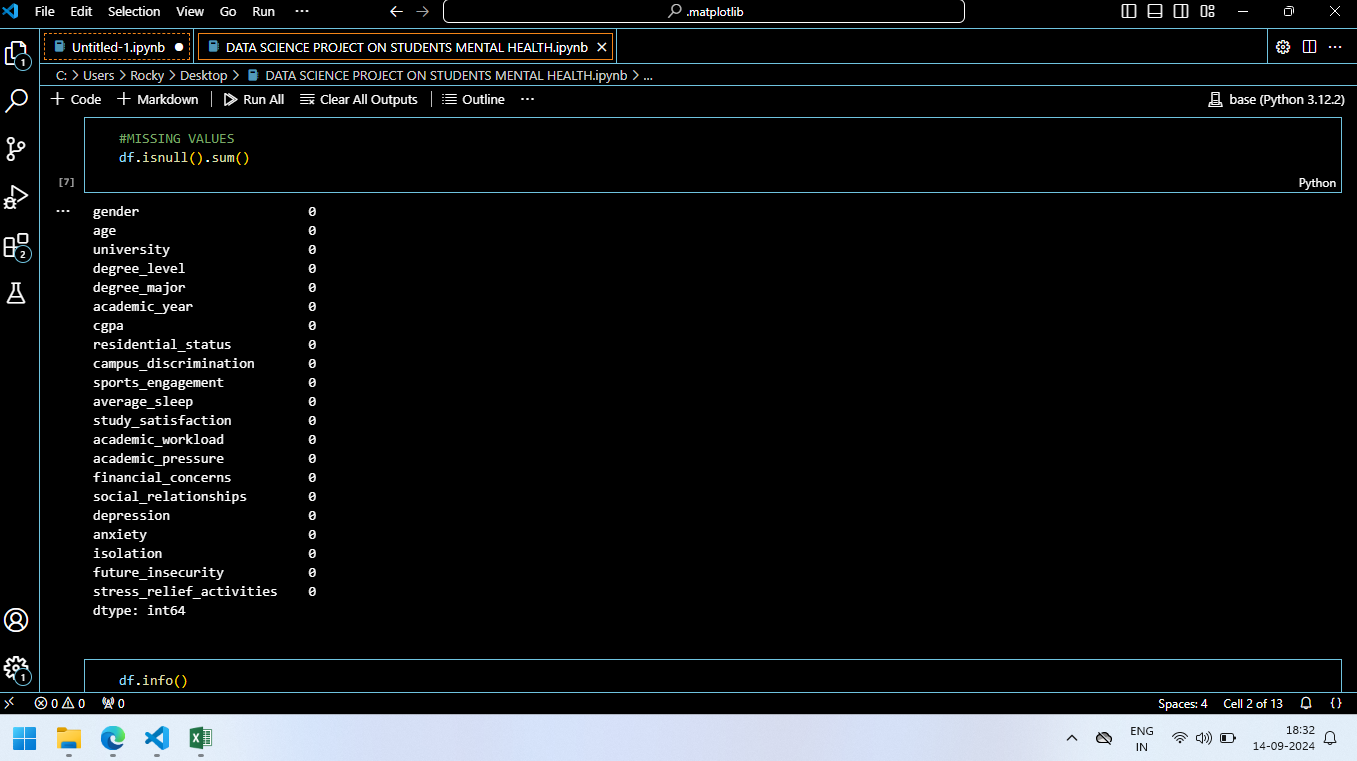 File Edit Selection View Go Run ···
.matplotlib
Untitled-1.ipynb
DATA SCIENCE PROJECT ON STUDENTS MENTAL HEALTH.ipynb
C: > Users > Rocky > Desktop > DATA SCIENCE PROJECT ON STUDENTS MENTAL HEALTH.ipynb > ...
+ Code + Markdown Run All Clear All Outputs Outline ··· base (Python 3.12.2)
#MISSING VALUES
df.isnull().sum()
[7] Python
gender 0
age 0
university 0
degree_level 0
degree_major 0
academic_year 0
cgpa 0
residential_status 0
campus_discrimination 0
sports_engagement 0
average_sleep 0
study_satisfaction 0
academic_workload 0
academic_pressure 0
financial_concerns 0
social_relationships 0
depression 0
anxiety 0
isolation 0
future_insecurity 0
stress_relief_activities 0
dtype: int64
df.info()
1
2
1
0 0 0 Spaces: 4 Cell 2 of 13 {}
ENG 18:32
IN 14-09-2024